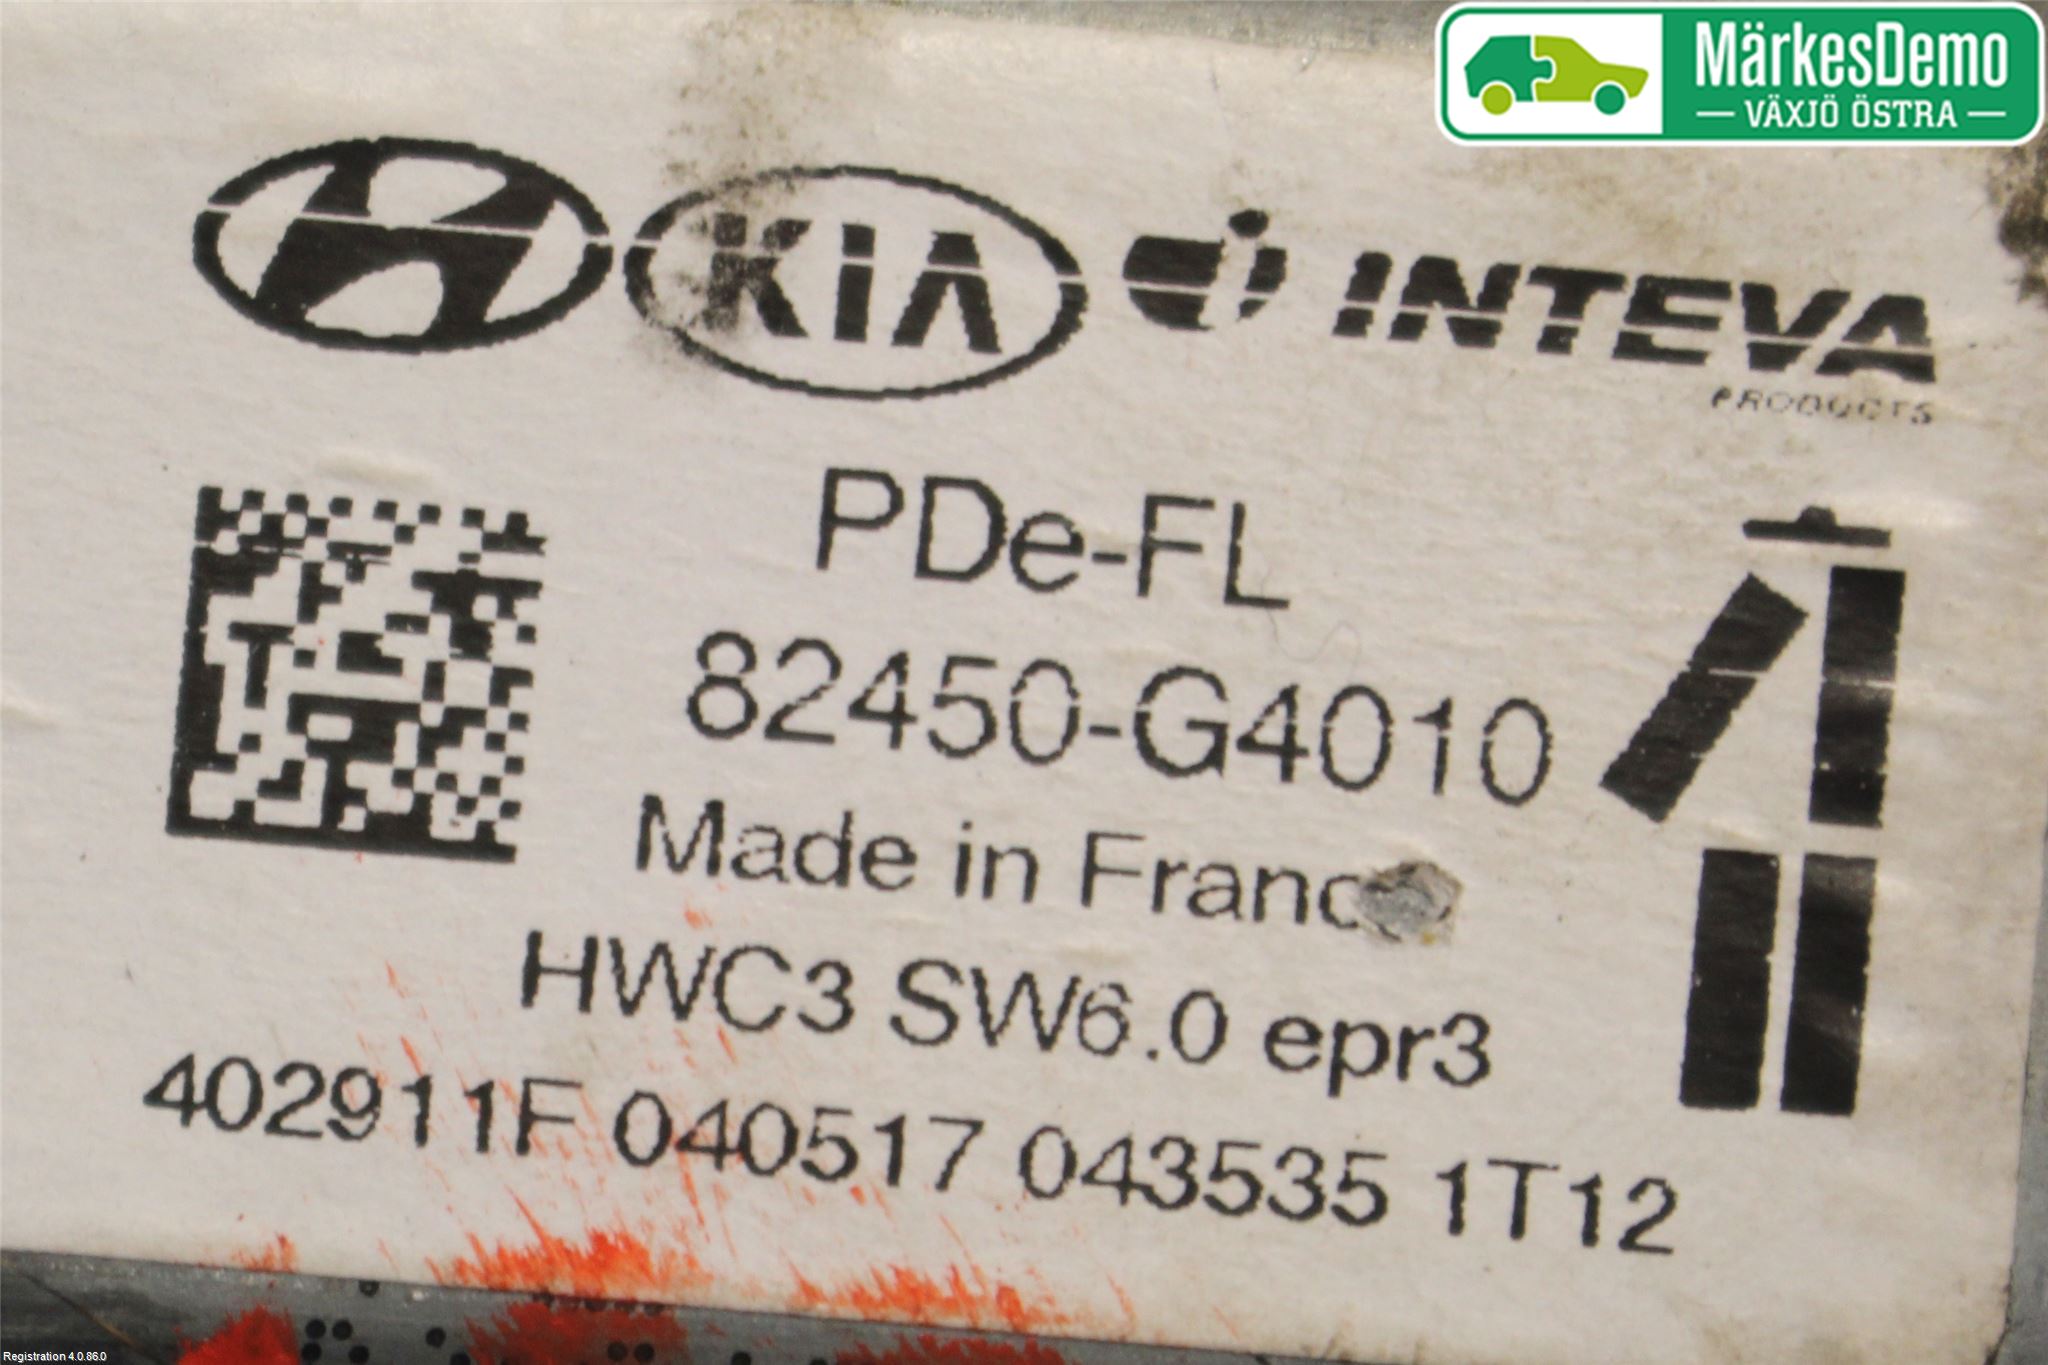 MärkesDemo
VÄXJÖ ÖSTRA
KIA INTEVA
PRODUCTS
PDe-FL
82450-G4010
Made in Franc
HWC3 SW6.0 epr3
402911F 040517 043535 1T12
Registration 4.0.86.0